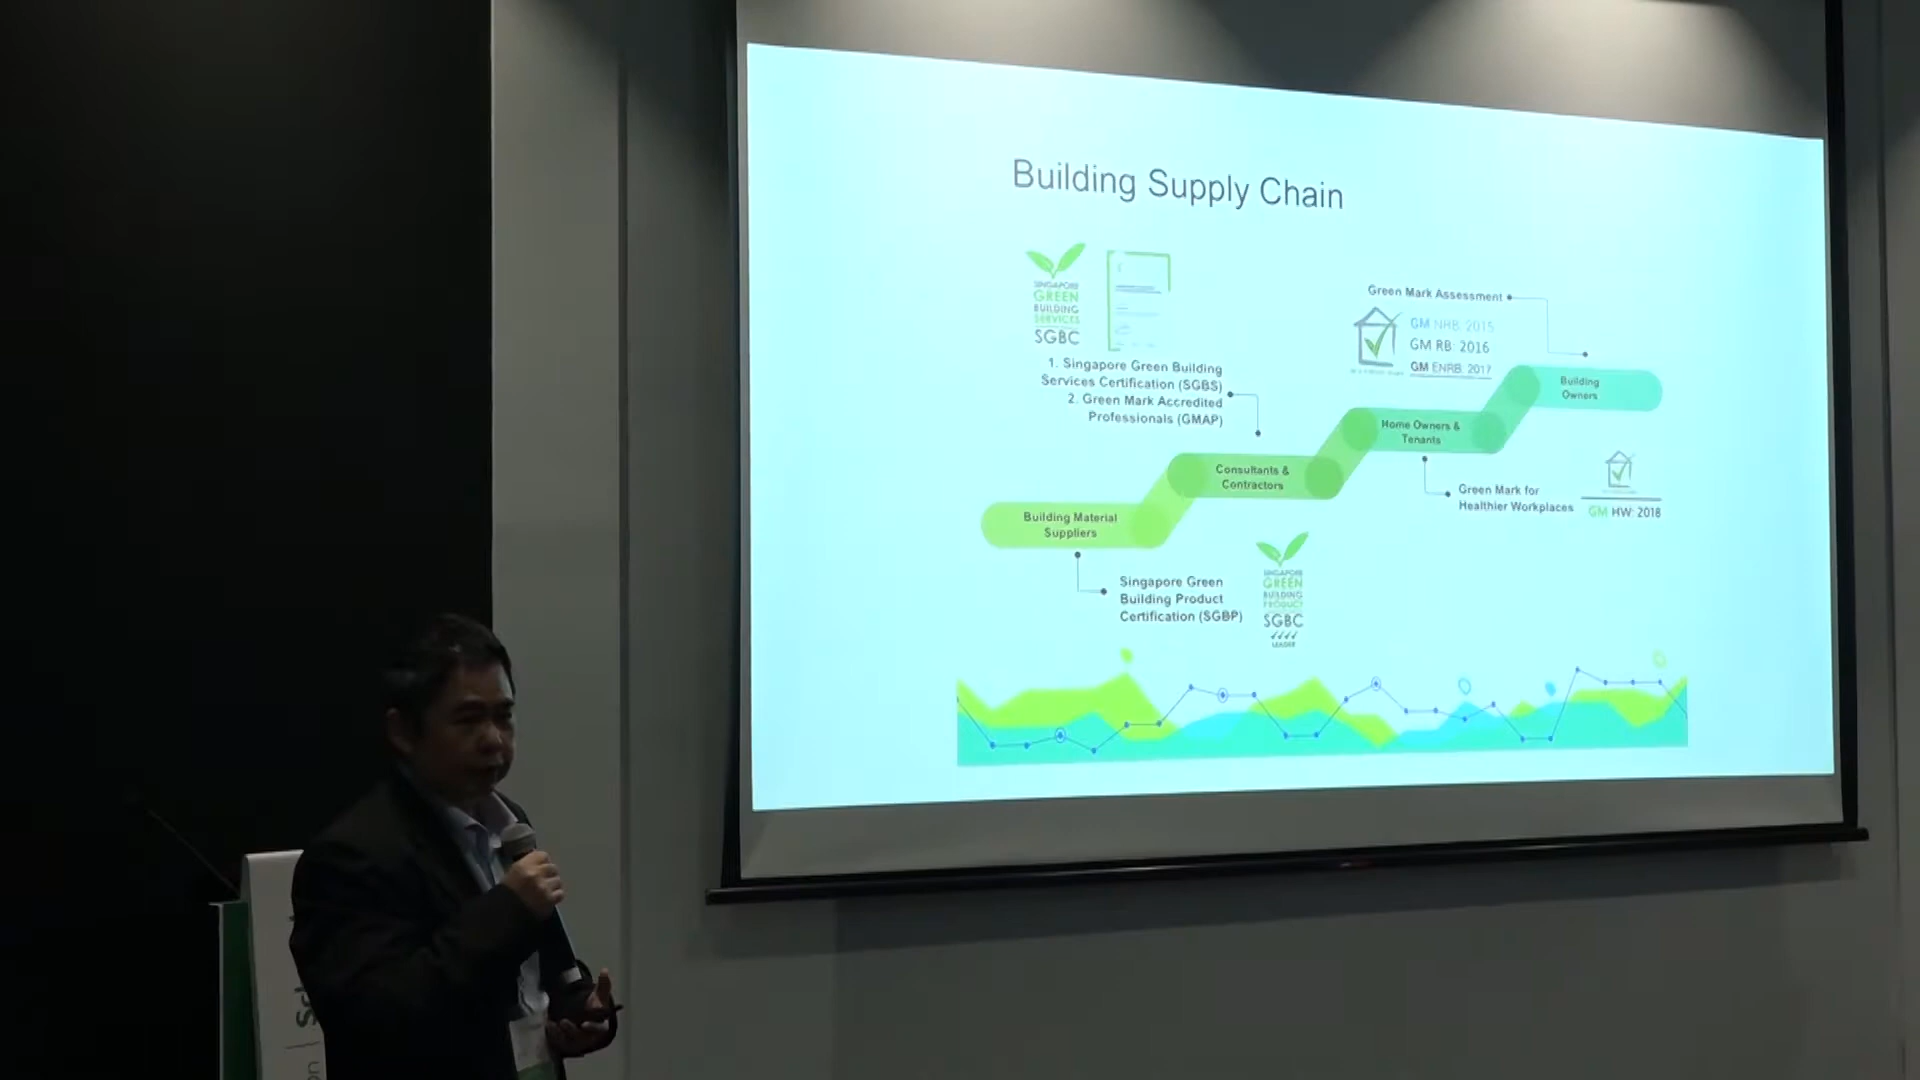 Building Supply Chain
SINGAPORE
GREEN
BUILDING
SERVICES
SGBC
1. Singapore Green Building
Services Certification (SGBS)
2. Green Mark Accredited
Professionals (GMAP)
Green Mark Assessment
GM NRB: 2015
GM RB: 2016
GM ENRB: 2017
Building
Owners
Home Owners &
Tenants
Consultants &
Contractors
Green Mark for
Healthier Workplaces
GM HW: 2018
Building Material
Suppliers
Singapore Green
Building Product
Certification (SGBP)
SINGAPORE
GREEN
BUILDING
PRODUCT
SGBC
LEADER